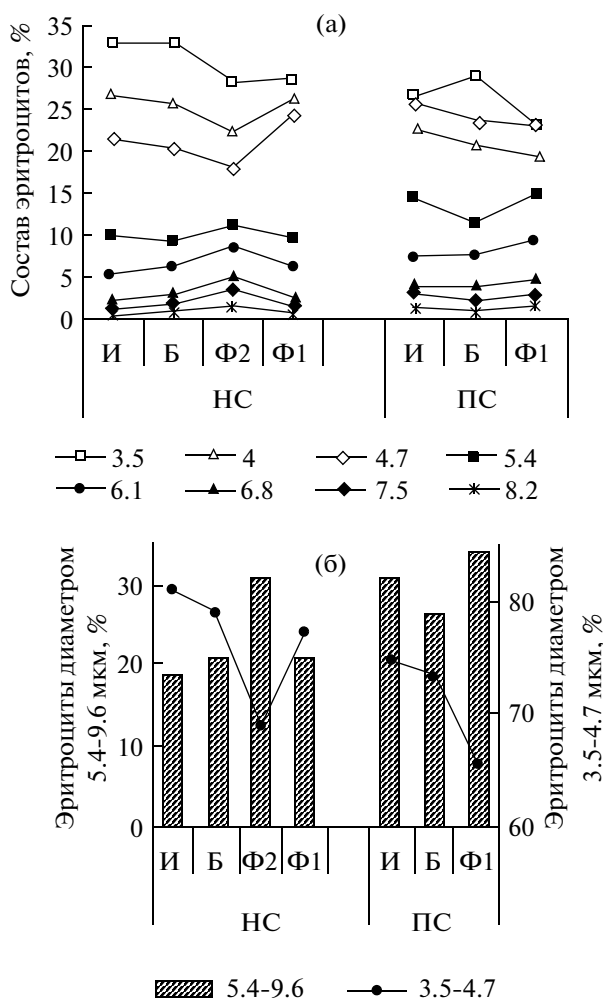 (а)
Состав эритроцитов, %
35
30
25
20
15
10
5
0
И Б Ф2 Ф1 И Б Ф1
НС ПС
3.5 4 4.7 5.4
6.1 6.8 7.5 8.2
(б)
Эритроциты диаметром
5.4-9.6 мкм, %
30
20
10
0
80
70
60
Эритроциты диаметром
3.5-4.7 мкм, %
И Б Ф2 Ф1 И Б Ф1
НС ПС
5.4-9.6 3.5-4.7